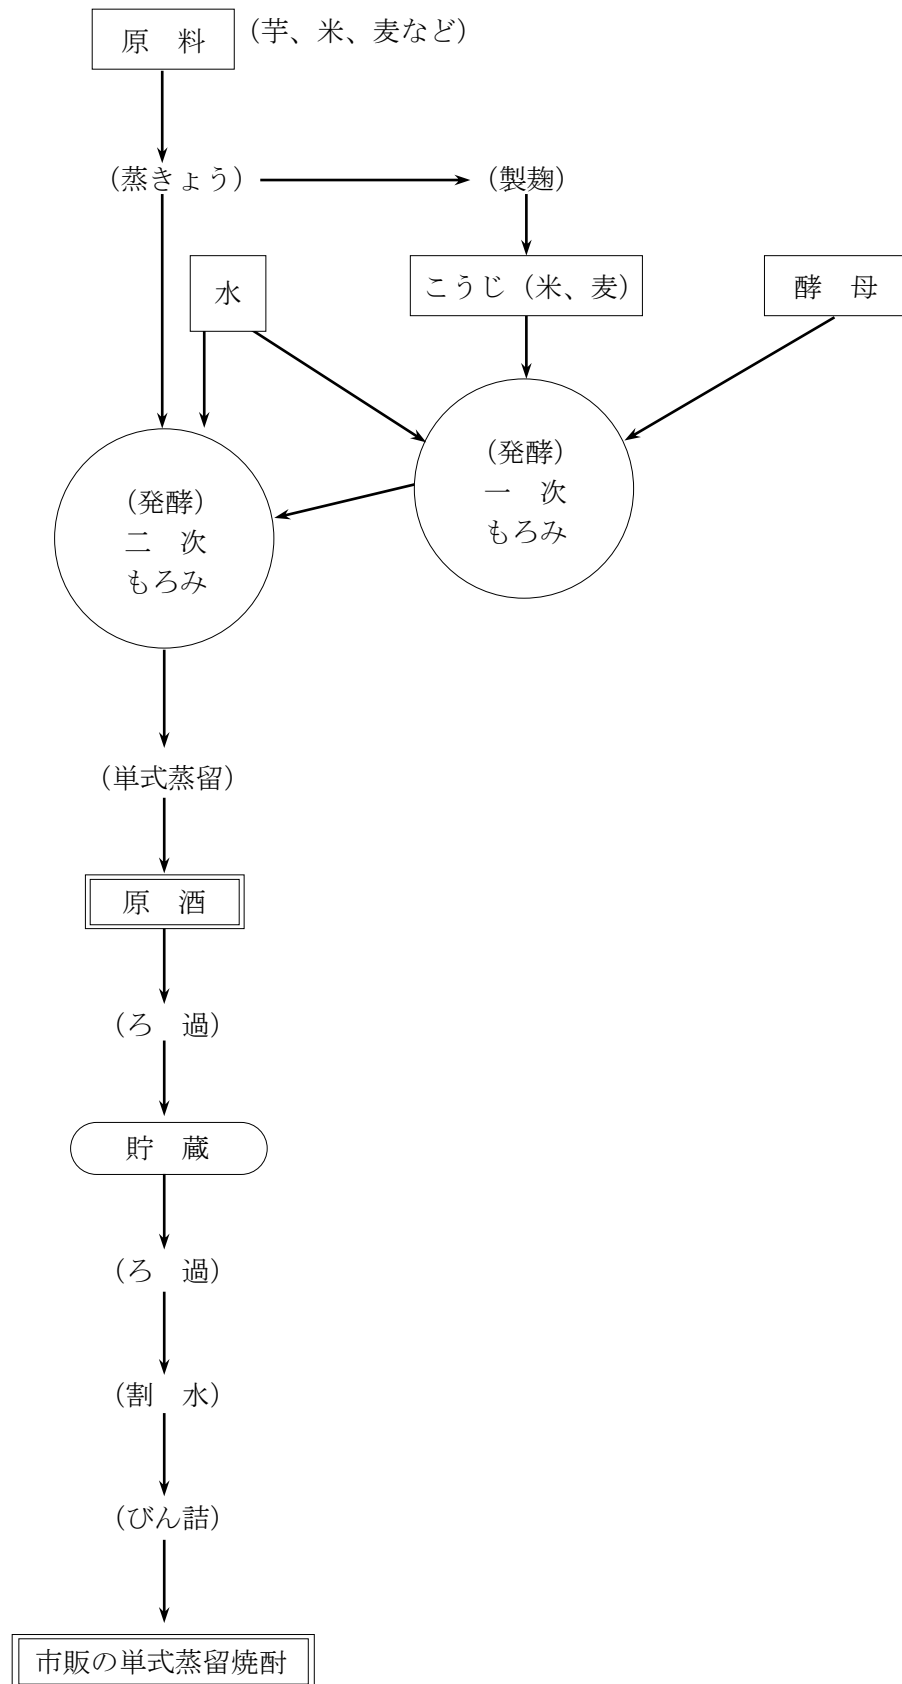 原　料
（芋、米、麦など）
（蒸きょう）
（製麹）
水
こうじ（米、麦）
酵　母
（発酵）
一　次
もろみ
（発酵）
二　次
もろみ
（単式蒸留）
原　酒
（ろ　過）
貯　蔵
（ろ　過）
（割　水）
（びん詰）
市販の単式蒸留焼酎